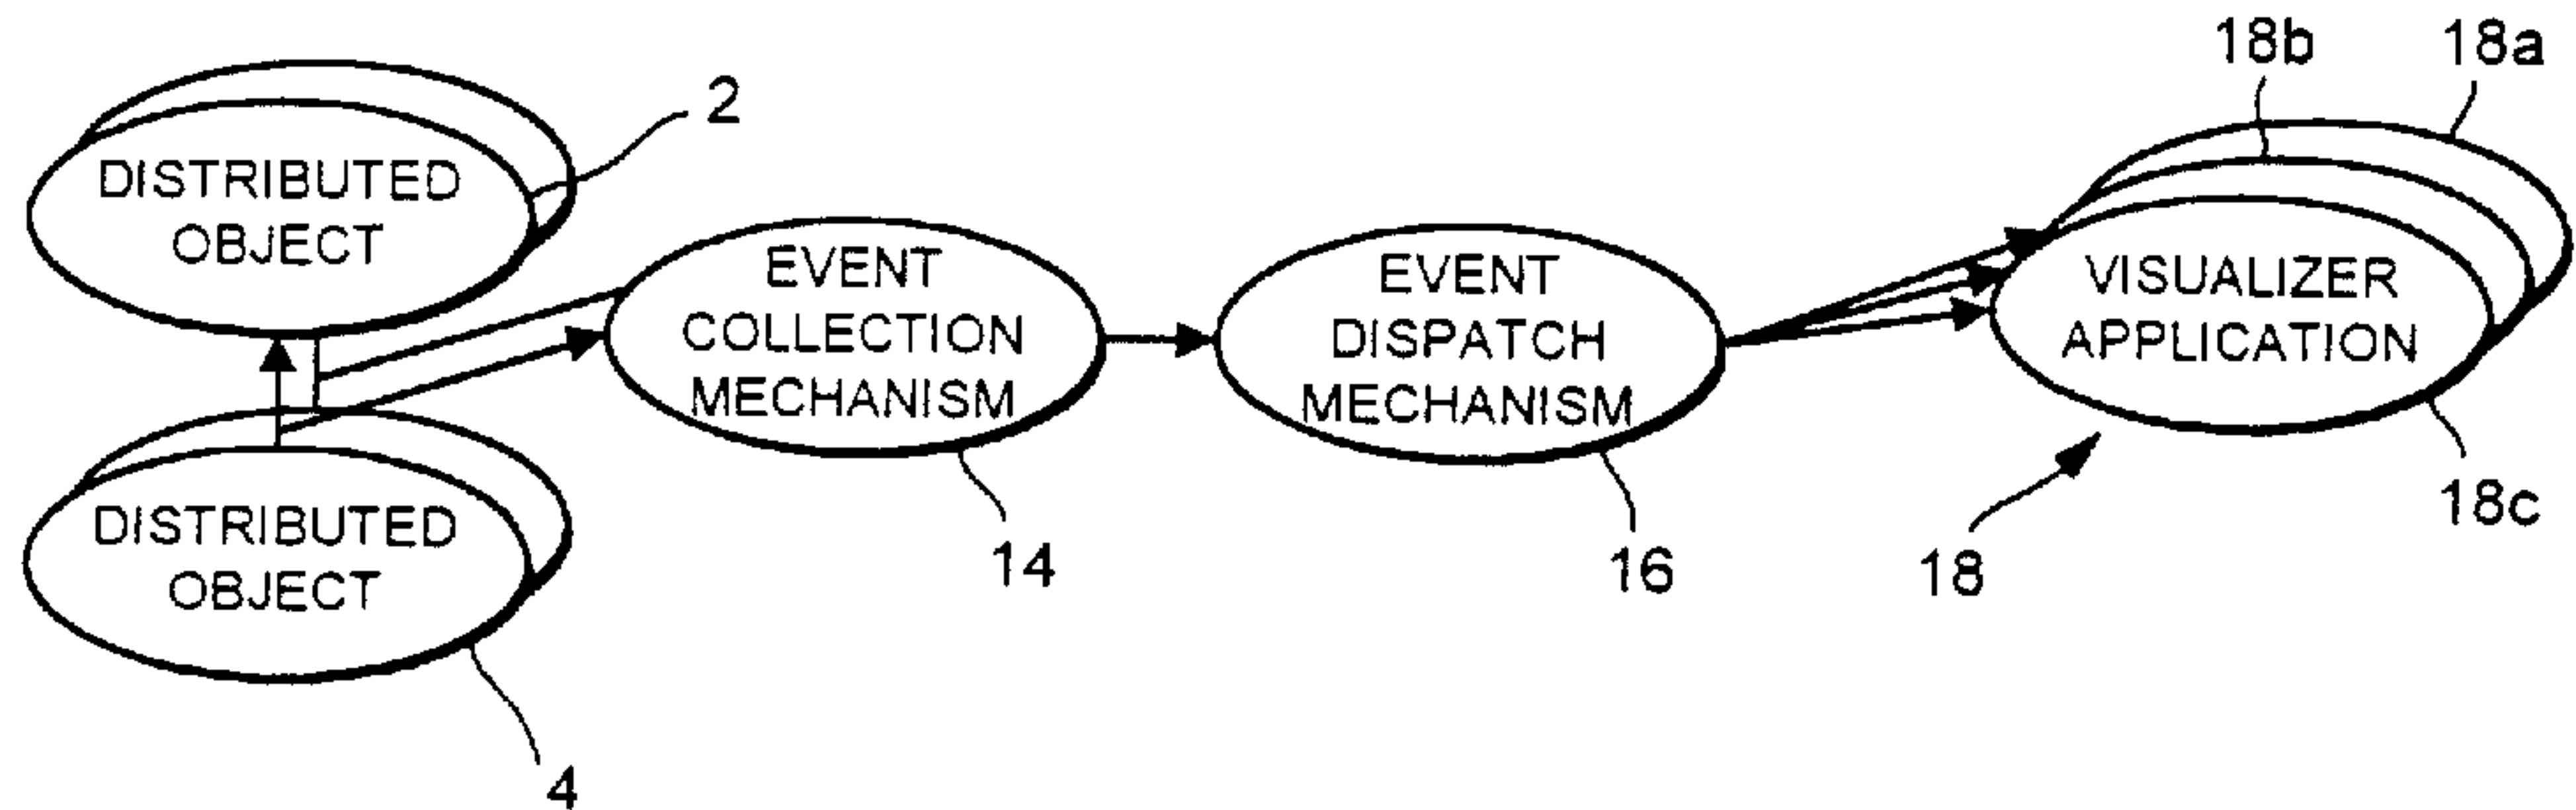 18b
18a
2
DISTRIBUTED
OBJECT
EVENT
COLLECTION
MECHANISM
EVENT
DISPATCH
MECHANISM
VISUALIZER
APPLICATION
DISTRIBUTED
OBJECT
14
16
18
18c
4